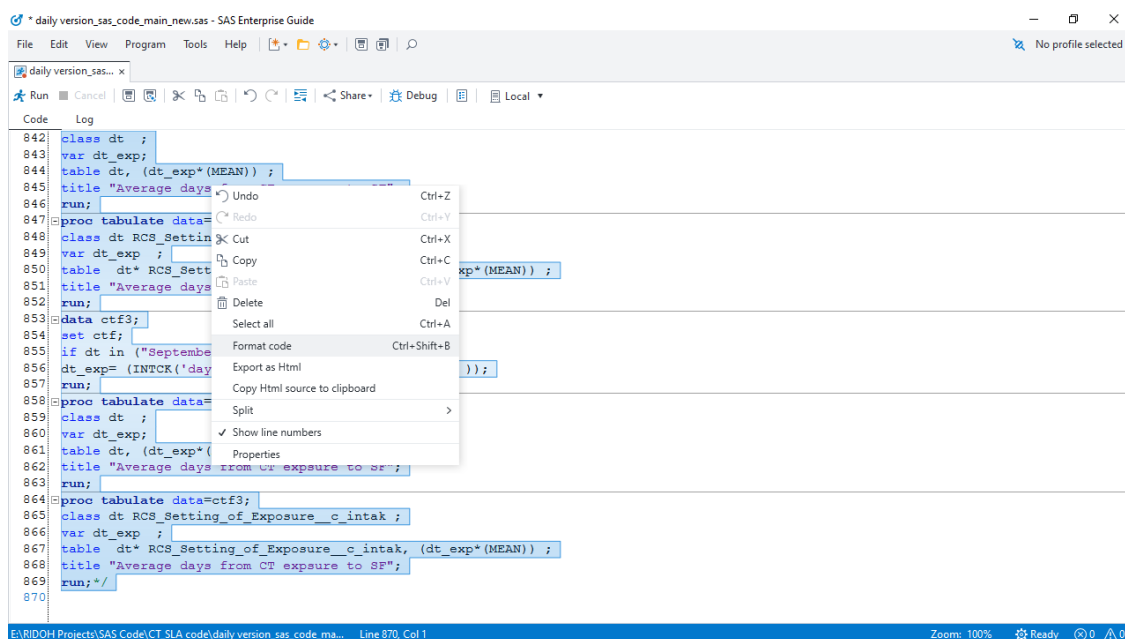 * daily version_sas_code_main_new.sas - SAS Enterprise Guide
File Edit View Program Tools Help No profile selected
daily version_sas... x
Run Cancel Share Debug Local
Code Log
842 class dt ;
843 var dt_exp;
844 table dt, (dt_exp*(MEAN)) ;
845 title "Average days
846 run;
847 proc tabulate data=
848 class dt RCS_Settin
849 var dt_exp ;
850 table dt* RCS_Sett xp*(MEAN)) ;
851 title "Average days
852 run;
853 data ctf3;
854 set ctf;
855 if dt in ("Septembe
856 dt_exp= (INTCK('day ));
857 run;
858 proc tabulate data=
859 class dt ;
860 var dt_exp;
861 table dt, (dt_exp*(
862 title "Average days from CT expsure to SF";
863 run;
864 proc tabulate data=ctf3;
865 class dt RCS_Setting_of_Exposure__c_intak ;
866 var dt_exp ;
867 table dt* RCS_Setting_of_Exposure__c_intak, (dt_exp*(MEAN)) ;
868 title "Average days from CT expsure to SF";
869 run;*/
870
Undo Ctrl+Z
Redo Ctrl+Y
Cut Ctrl+X
Copy Ctrl+C
Paste Ctrl+V
Delete Del
Select all Ctrl+A
Format code Ctrl+Shift+B
Export as Html
Copy Html source to clipboard
Split
Show line numbers
Properties
E:\RIDOH Projects\SAS Code\CT SLA code\daily version_sas_code_ma... Line 870, Col 1 Zoom: 100% Ready 0 0